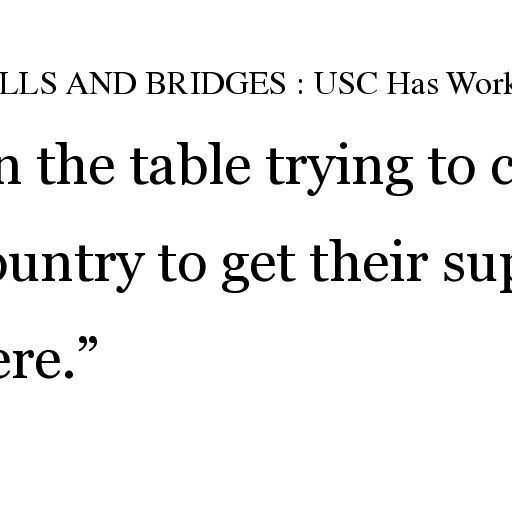 LLS AND BRIDGES : USC Has Work
n the table trying to c
ountry to get their sup
ere.”